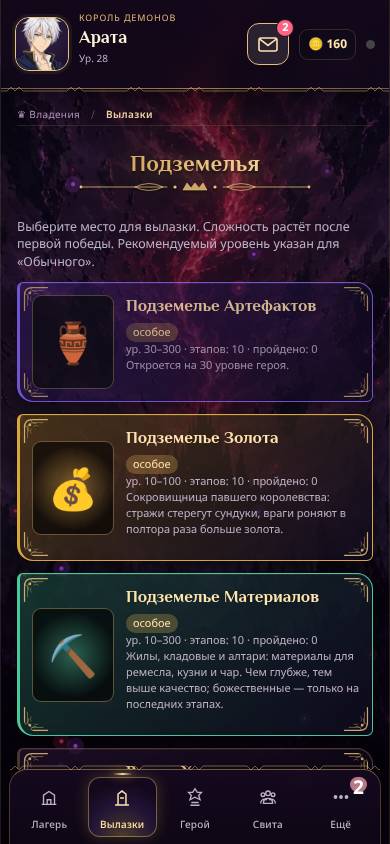 КОРОЛЬ ДЕМОНОВ
Арата
Ур. 28
2
160
Владения / Вылазки
Подземелья
Выберите место для вылазки. Сложность растёт после
первой победы. Рекомендуемый уровень указан для
«Обычного».
Подземелье Артефактов
особое
ур. 30–300 · этапов: 10 · пройдено: 0
Откроется на 30 уровне героя.
Подземелье Золота
особое
ур. 10–100 · этапов: 10 · пройдено: 0
Сокровищница павшего королевства:
стражи стерегут сундуки, враги роняют в
полтора раза больше золота.
Подземелье Материалов
особое
ур. 10–300 · этапов: 10 · пройдено: 0
Жилы, кладовые и алтари: материалы для
ремесла, кузни и чар. Чем глубже, тем
выше качество; божественные — только на
последних этапах.
2
Лагерь
Вылазки
Герой
Свита
Ещё